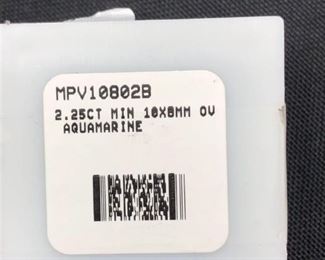 MPV10802B
2.25CT MIN 10X8MM OV
AQUAMARINE